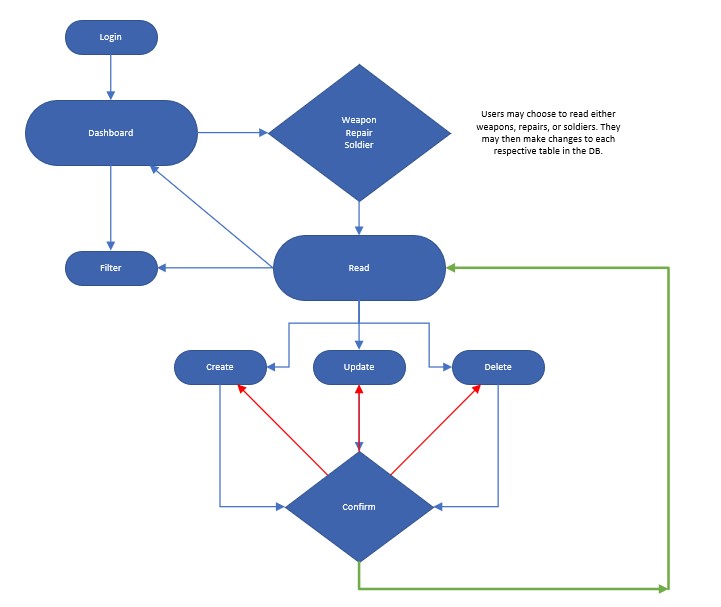 Login
Dashboard
Weapon
Repair
Soldier
Users may choose to read either
weapons, repairs, or soldiers. They
may then make changes to each
respective table in the DB.
Filter
Read
Create
Update
Delete
Confirm